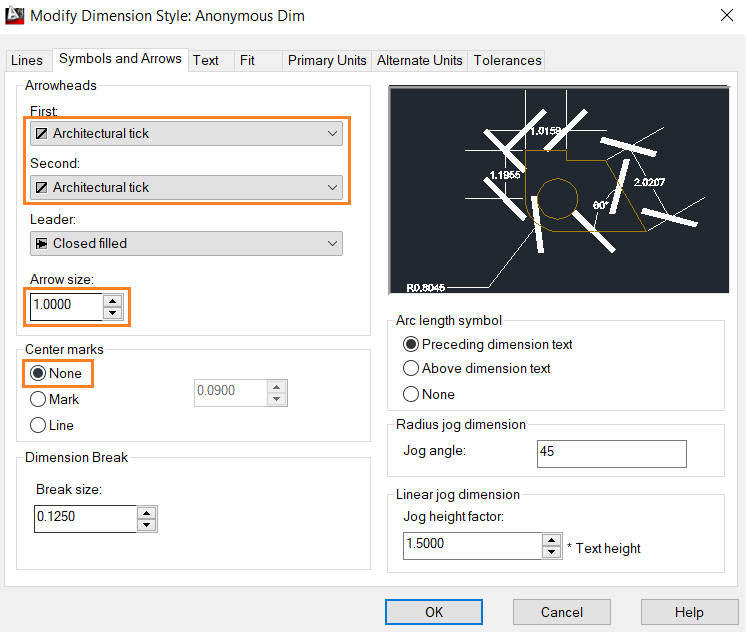 Modify Dimension Style: Anonymous Dim
Lines
Symbols and Arrows
Text
Fit
Primary Units
Alternate Units
Tolerances
Arrowheads
First:
Architectural tick
Second:
Architectural tick
Leader:
Closed filled
Arrow size:
1.0000
Center marks
None
Mark
Line
0.0900
Dimension Break
Break size:
0.1250
1.0159
1.1955
2.0207
60°
R0.8045
Arc length symbol
Preceding dimension text
Above dimension text
None
Radius jog dimension
Jog angle:
45
Linear jog dimension
Jog height factor:
1.5000
* Text height
OK
Cancel
Help